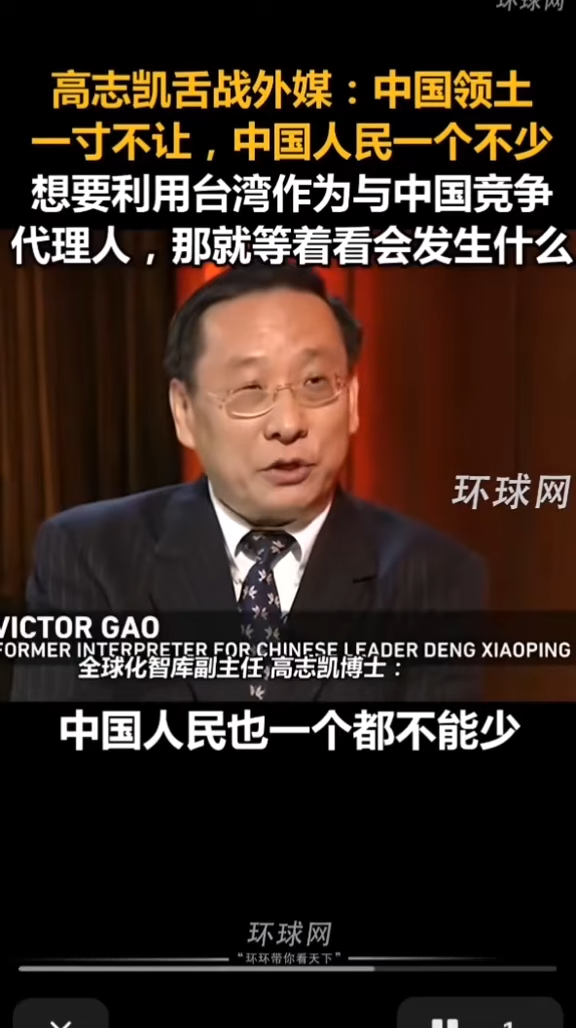 环球网
高志凯舌战外媒：中国领土
一寸不让，中国人民一个不少
想要利用台湾作为与中国竞争
代理人，那就等着看会发生什么
环球网
VICTOR GAO
FORMER INTERPRETER FOR CHINESE LEADER DENG XIAOPING
全球化智库副主任 高志凯博士：
中国人民也一个都不能少
环球网
“环环带你看天下”